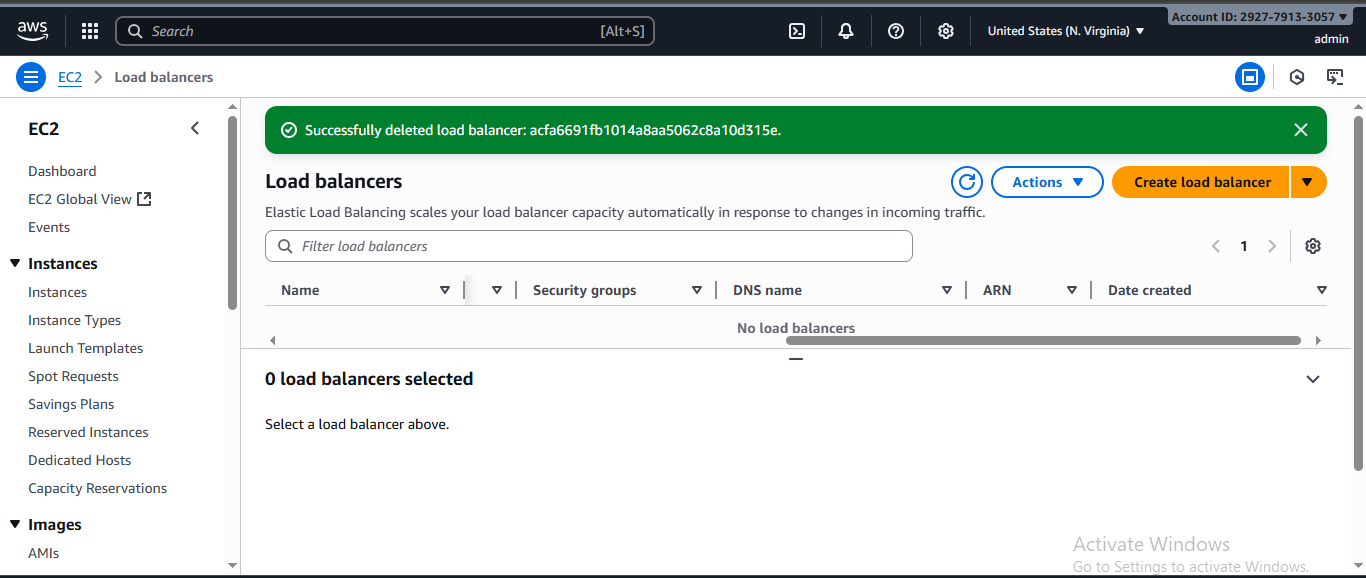 aws
Search
[Alt+S]
United States (N. Virginia) ▼
Account ID: 2927-7913-3057 ▼
admin
EC2
Load balancers
EC2
Dashboard
EC2 Global View
Events
Instances
Instances
Instance Types
Launch Templates
Spot Requests
Savings Plans
Reserved Instances
Dedicated Hosts
Capacity Reservations
Images
AMIs
Successfully deleted load balancer: acfa6691fb1014a8aa5062c8a10d315e.
Load balancers
Actions
Create load balancer
Elastic Load Balancing scales your load balancer capacity automatically in response to changes in incoming traffic.
Filter load balancers
1
Name
Security groups
DNS name
ARN
Date created
No load balancers
0 load balancers selected
Select a load balancer above.
Activate Windows
Go to Settings to activate Windows.